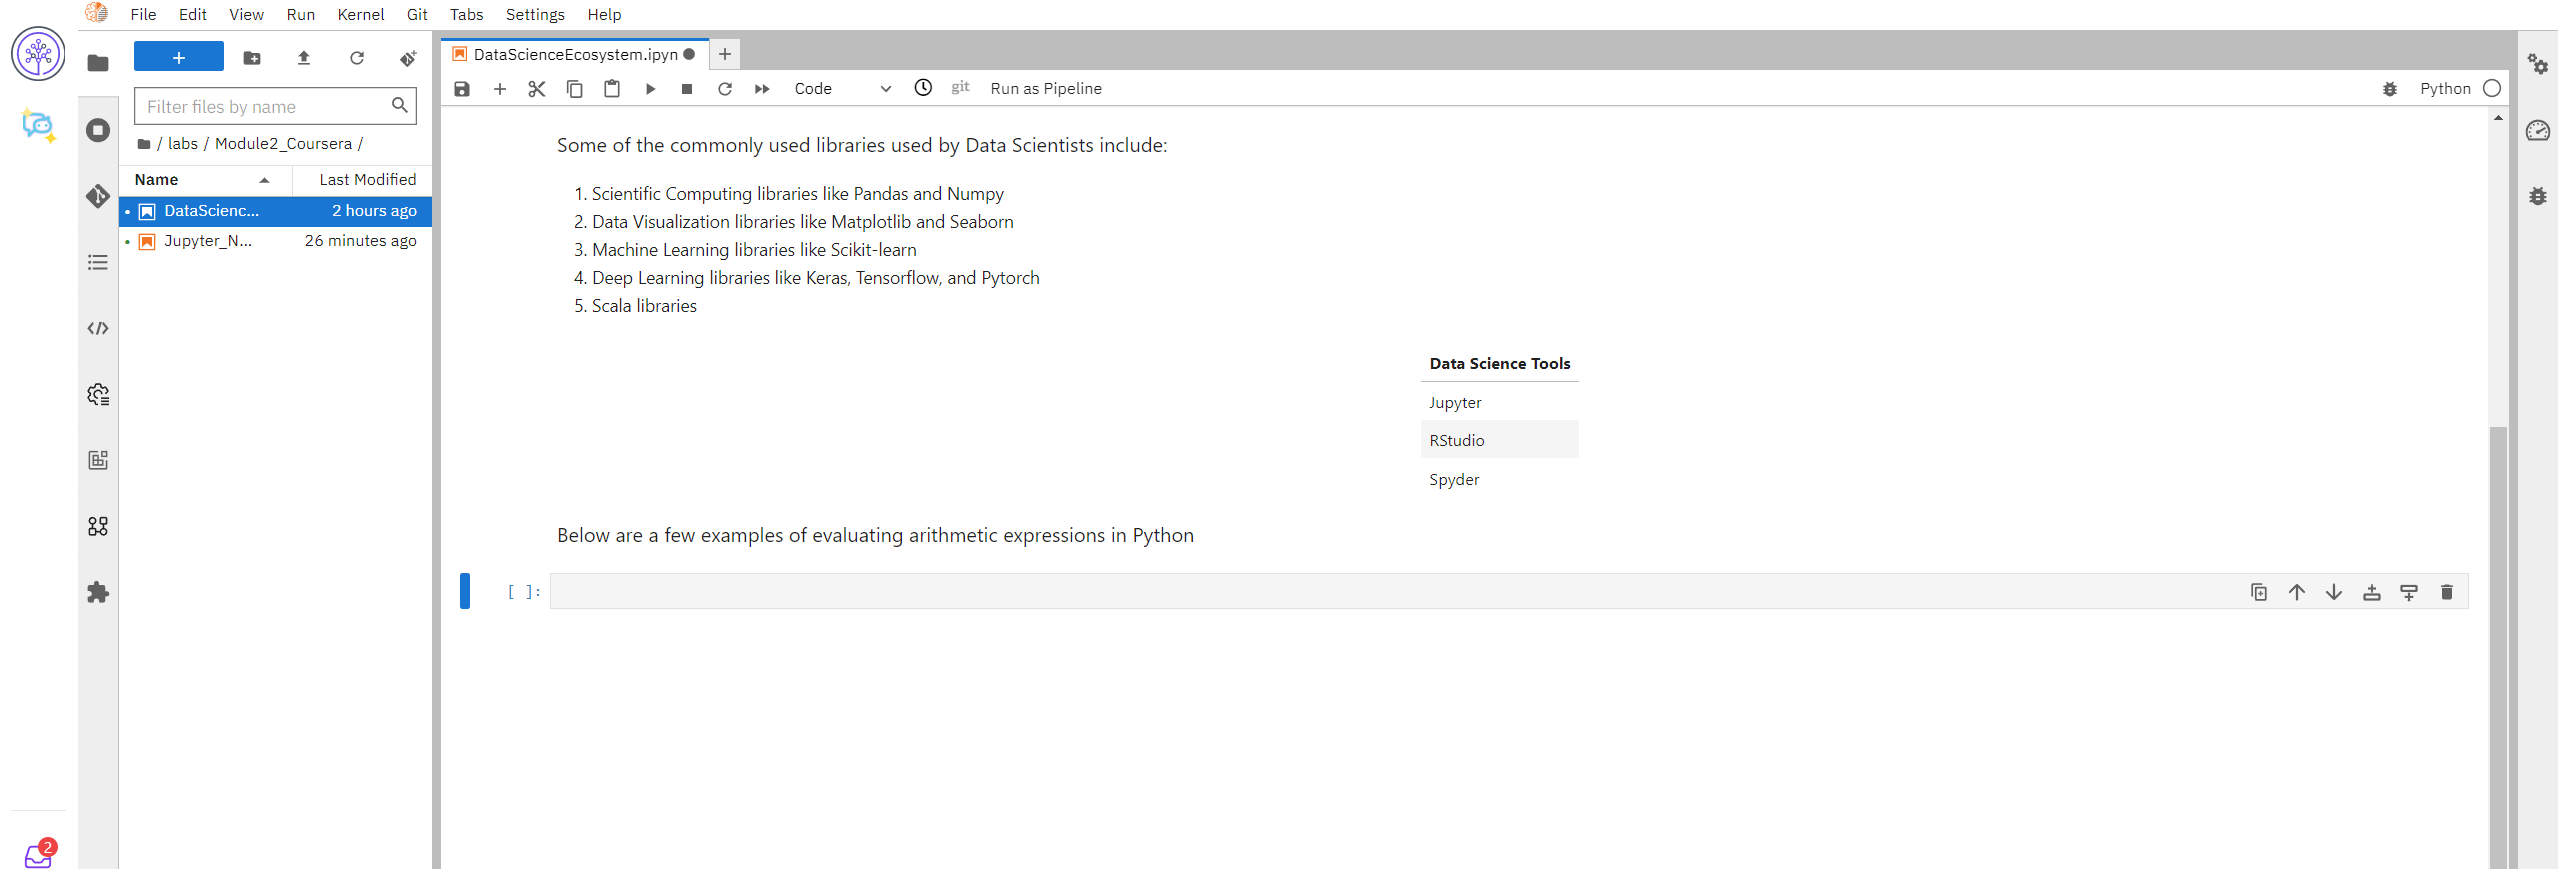 File Edit View Run Kernel Git Tabs Settings Help
DataScienceEcosystem.ipyn
Code
git
Run as Pipeline
Python
Filter files by name
/ labs / Module2_Coursera /
Name Last Modified
DataScienc... 2 hours ago
Jupyter_N... 26 minutes ago
Some of the commonly used libraries used by Data Scientists include:
1. Scientific Computing libraries like Pandas and Numpy
2. Data Visualization libraries like Matplotlib and Seaborn
3. Machine Learning libraries like Scikit-learn
4. Deep Learning libraries like Keras, Tensorflow, and Pytorch
5. Scala libraries
Data Science Tools
Jupyter
RStudio
Spyder
Below are a few examples of evaluating arithmetic expressions in Python
[ ]:
2